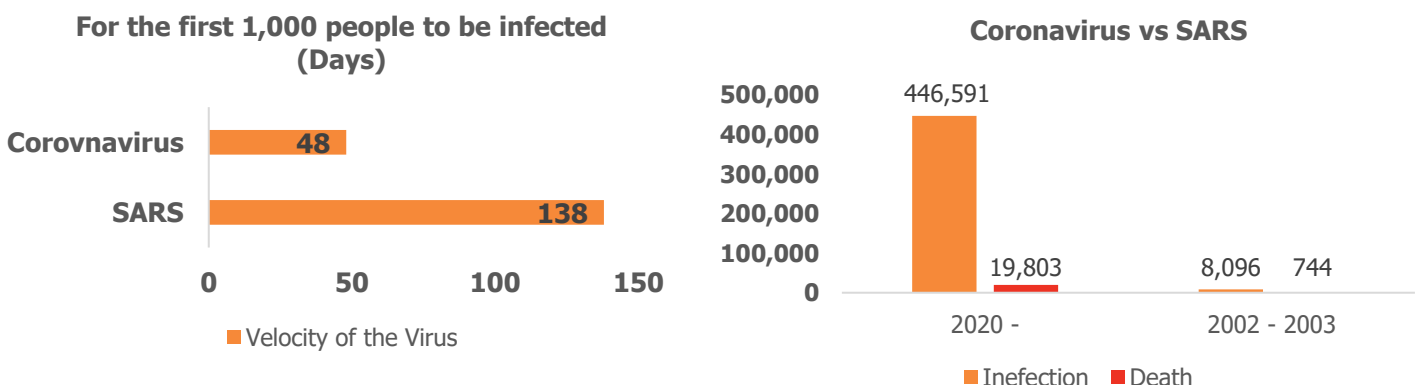 For the first 1,000 people to be infected
(Days)
Corovnavirus
48
SARS
138
0 50 100 150
Velocity of the Virus
Coronavirus vs SARS
500,000
400,000
300,000
200,000
100,000
0
446,591
19,803
8,096 744
2020 - 2002 - 2003
Inefection Death